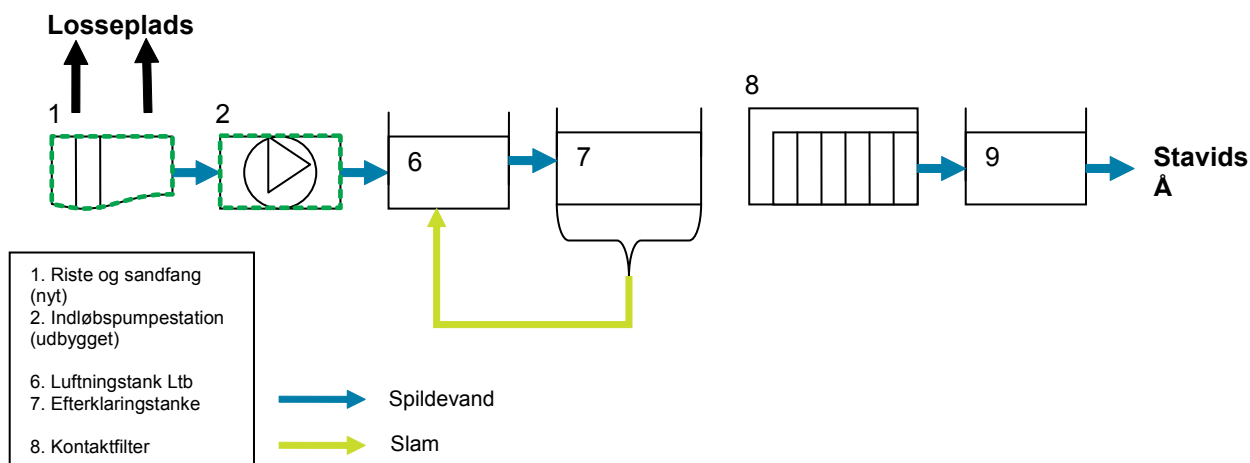 Losseplads
1
2
8
6
7
9
Stavids
Å
1. Riste og sandfang
(nyt)
2. Indløbspumpestation
(udbygget)
6. Luftningstank Ltb
7. Efterklaringstanke
8. Kontaktfilter
Spildevand
Slam